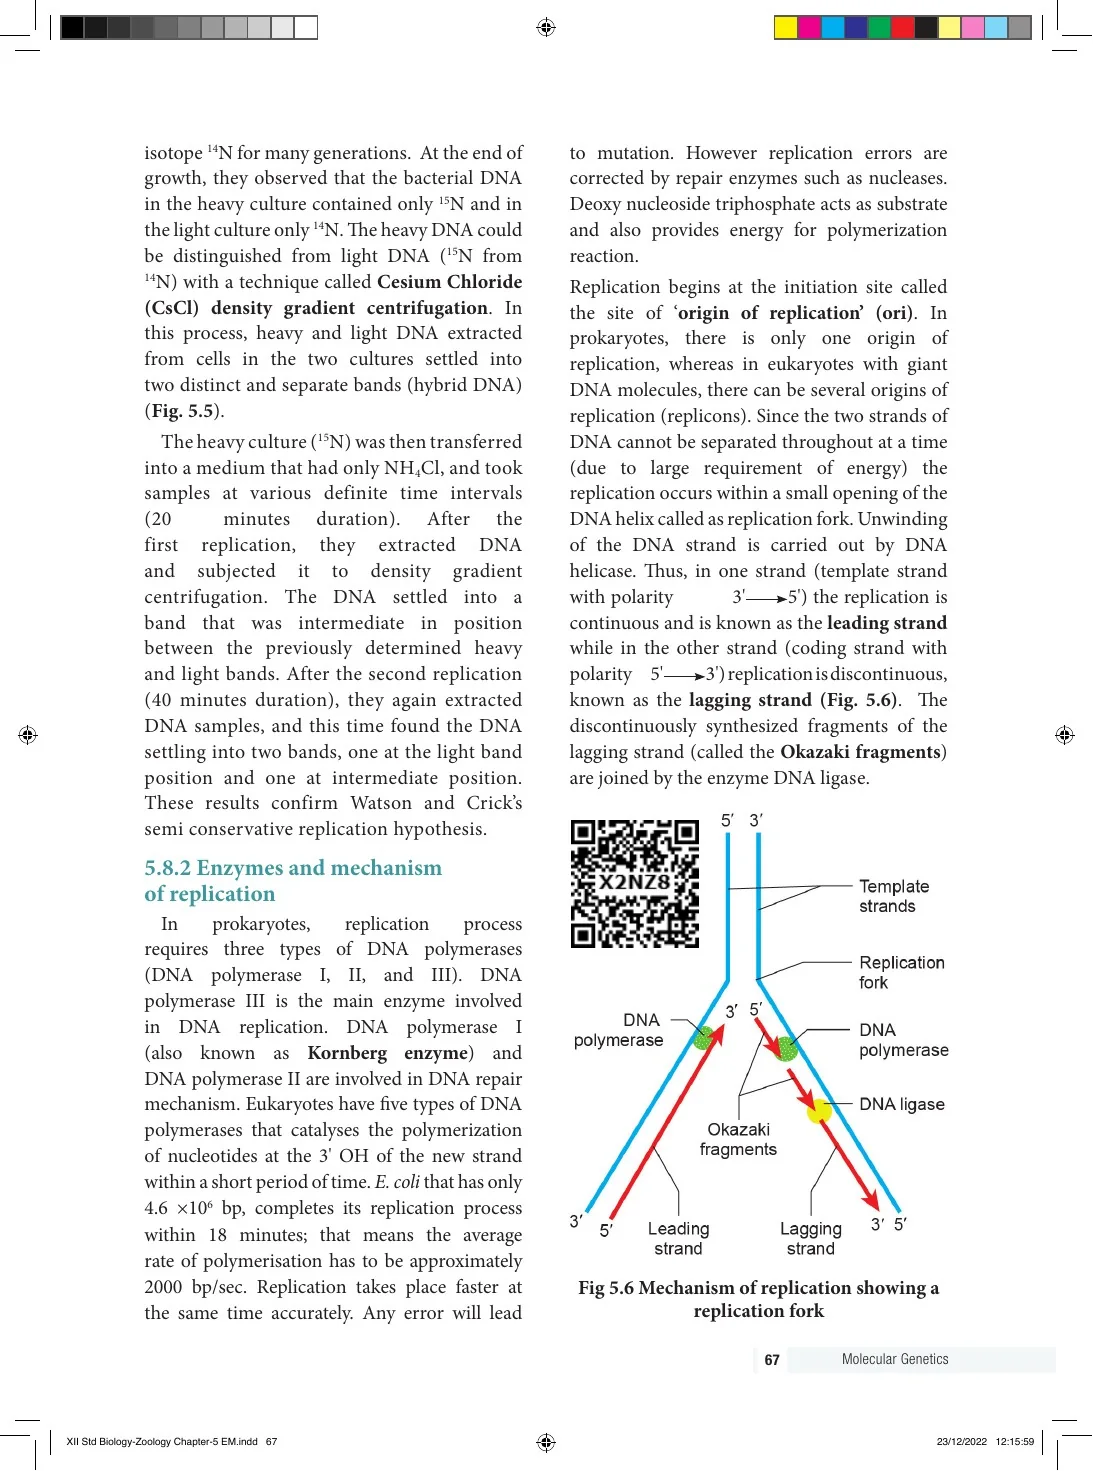 isotope ¹⁴N for many generations. At the end of
growth, they observed that the bacterial DNA
in the heavy culture contained only ¹⁵N and in
the light culture only ¹⁴N. The heavy DNA could
be distinguished from light DNA (¹⁵N from
¹⁴N) with a technique called Cesium Chloride
(CsCl) density gradient centrifugation. In
this process, heavy and light DNA extracted
from cells in the two cultures settled into
two distinct and separate bands (hybrid DNA)
(Fig. 5.5).
The heavy culture (¹⁵N) was then transferred
into a medium that had only NH₄Cl, and took
samples at various definite time intervals
(20 minutes duration). After the
first replication, they extracted DNA
and subjected it to density gradient
centrifugation. The DNA settled into a
band that was intermediate in position
between the previously determined heavy
and light bands. After the second replication
(40 minutes duration), they again extracted
DNA samples, and this time found the DNA
settling into two bands, one at the light band
position and one at intermediate position.
These results confirm Watson and Crick's
semi conservative replication hypothesis.
5.8.2 Enzymes and mechanism
of replication
In prokaryotes, replication process
requires three types of DNA polymerases
(DNA polymerase I, II, and III). DNA
polymerase III is the main enzyme involved
in DNA replication. DNA polymerase I
(also known as Kornberg enzyme) and
DNA polymerase II are involved in DNA repair
mechanism. Eukaryotes have five types of DNA
polymerases that catalyses the polymerization
of nucleotides at the 3' OH of the new strand
within a short period of time. E. coli that has only
4.6 ×10⁶ bp, completes its replication process
within 18 minutes; that means the average
rate of polymerisation has to be approximately
2000 bp/sec. Replication takes place faster at
the same time accurately. Any error will lead
to mutation. However replication errors are
corrected by repair enzymes such as nucleases.
Deoxy nucleoside triphosphate acts as substrate
and also provides energy for polymerization
reaction.
Replication begins at the initiation site called
the site of 'origin of replication' (ori). In
prokaryotes, there is only one origin of
replication, whereas in eukaryotes with giant
DNA molecules, there can be several origins of
replication (replicons). Since the two strands of
DNA cannot be separated throughout at a time
(due to large requirement of energy) the
replication occurs within a small opening of the
DNA helix called as replication fork. Unwinding
of the DNA strand is carried out by DNA
helicase. Thus, in one strand (template strand
with polarity 3'⟶5') the replication is
continuous and is known as the leading strand
while in the other strand (coding strand with
polarity 5'⟶3') replication is discontinuous,
known as the lagging strand (Fig. 5.6). The
discontinuously synthesized fragments of the
lagging strand (called the Okazaki fragments)
are joined by the enzyme DNA ligase.
5′ 3′
X2NZ8
Template
strands
Replication
fork
3′ 5′
DNA
polymerase
DNA
polymerase
DNA ligase
Okazaki
fragments
3′ 5′
Leading
strand
Lagging
strand
3′ 5′
Fig 5.6 Mechanism of replication showing a
replication fork
67 Molecular Genetics
XII Std Biology-Zoology Chapter-5 EM.indd 67
23/12/2022 12:15:59